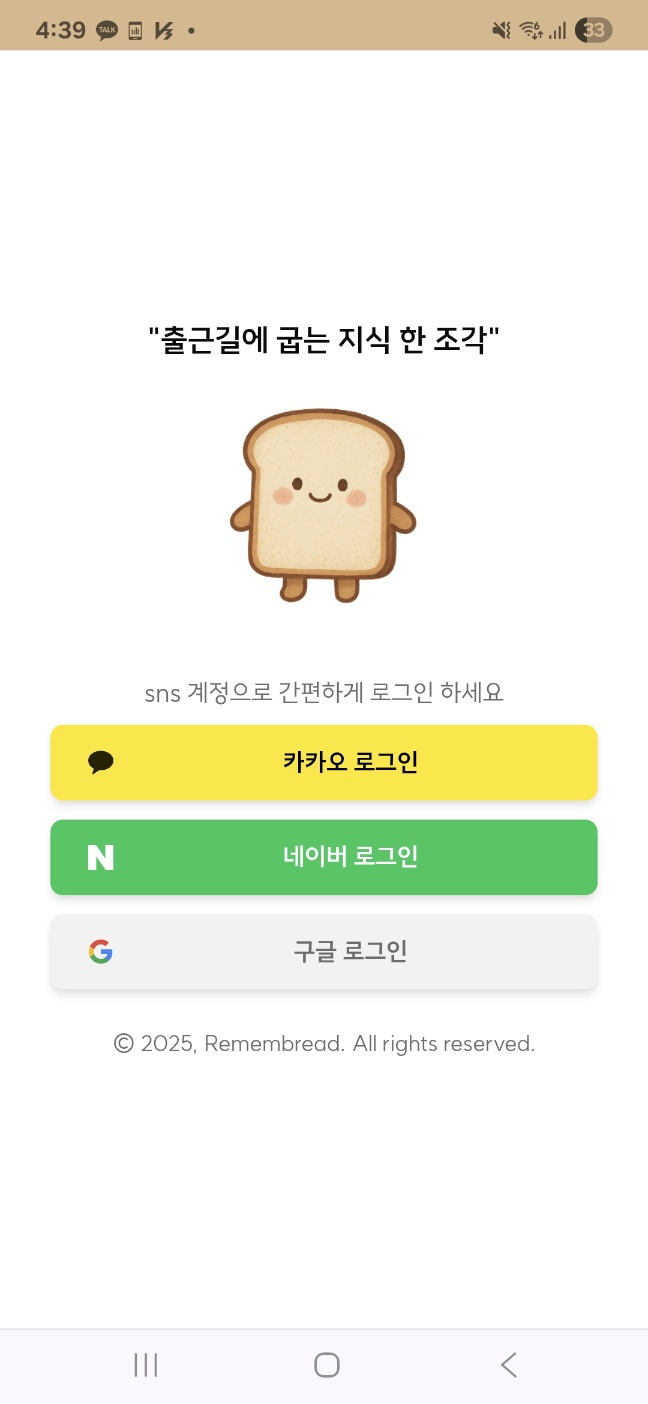 4:39 TALK 6 33
"출근길에 굽는 지식 한 조각"
sns 계정으로 간편하게 로그인 하세요
카카오 로그인
N 네이버 로그인
G 구글 로그인
© 2025, Remembread. All rights reserved.